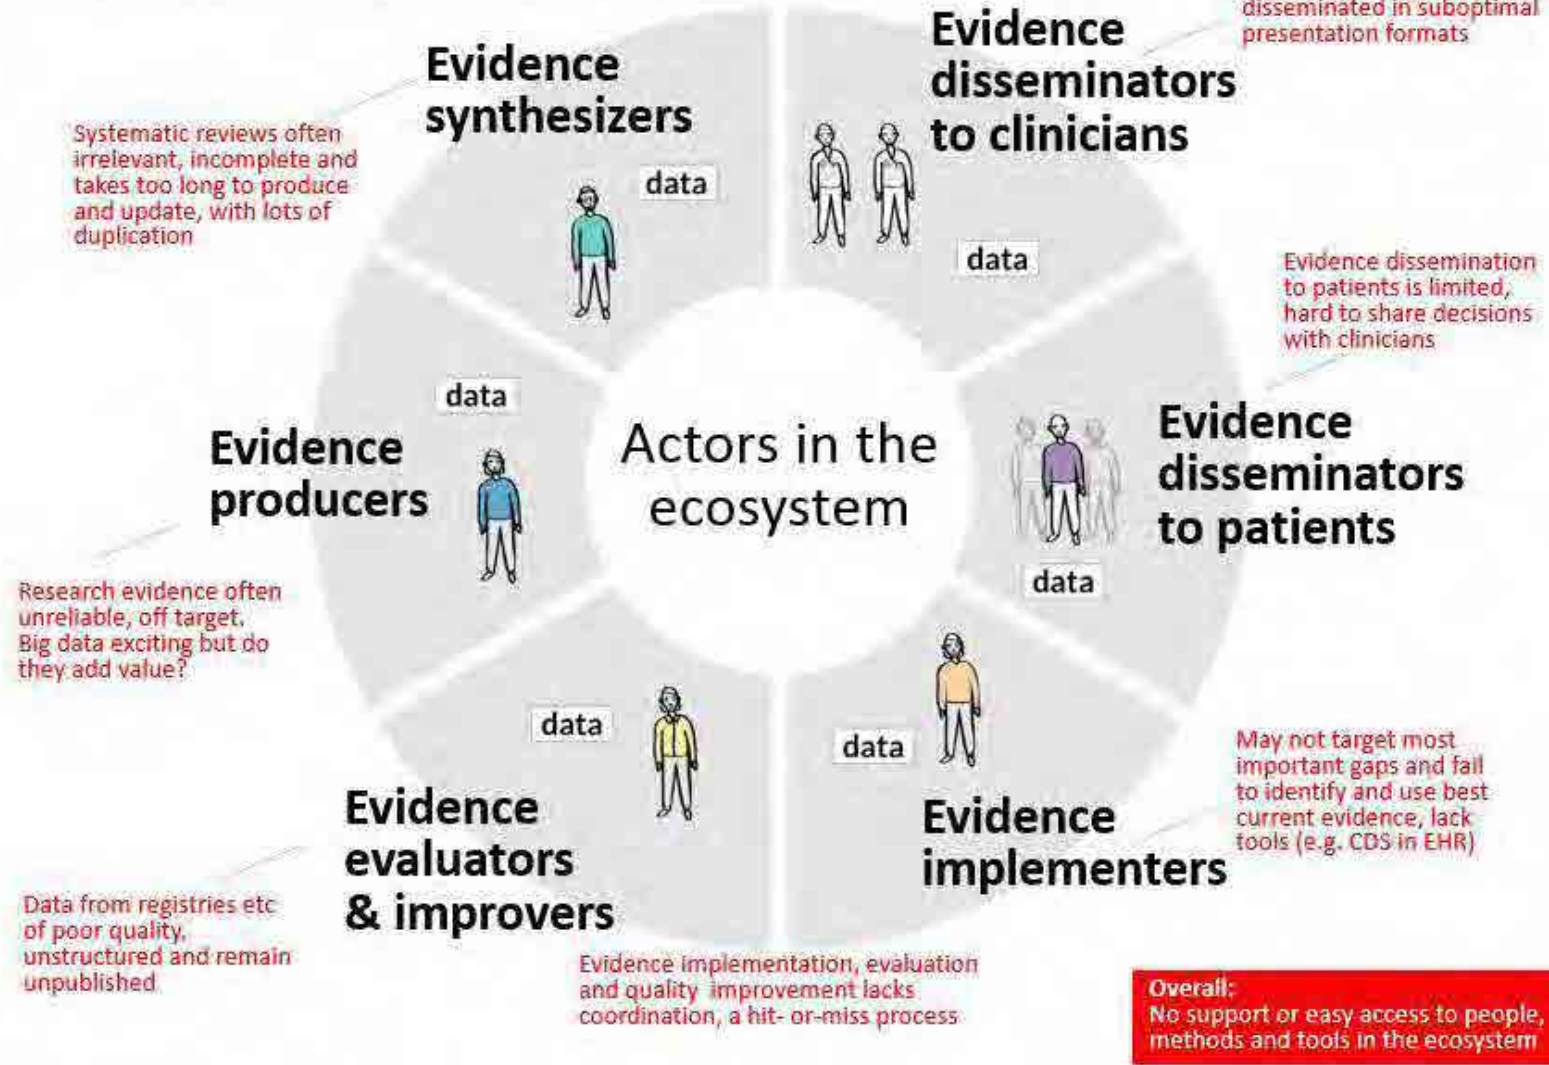 disseminated in suboptimal
presentation formats
Evidence
disseminators
to clinicians
data
Evidence
synthesizers
data
Systematic reviews often
irrelevant, incomplete and
takes too long to produce
and update, with lots of
duplication
Evidence dissemination
to patients is limited,
hard to share decisions
with clinicians
Evidence
disseminators
to patients
data
data
Evidence
producers
Actors in the
ecosystem
Research evidence often
unreliable, off target.
Big data exciting but do
they add value?
data
Evidence
evaluators
& improvers
data
Evidence
implementers
May not target most
important gaps and fail
to identify and use best
current evidence, lack
tools (e.g. CDS in EHR)
Data from registries etc
of poor quality,
unstructured and remain
unpublished
Evidence implementation, evaluation
and quality improvement lacks
coordination, a hit- or-miss process
Overall:
No support or easy access to people,
methods and tools in the ecosystem